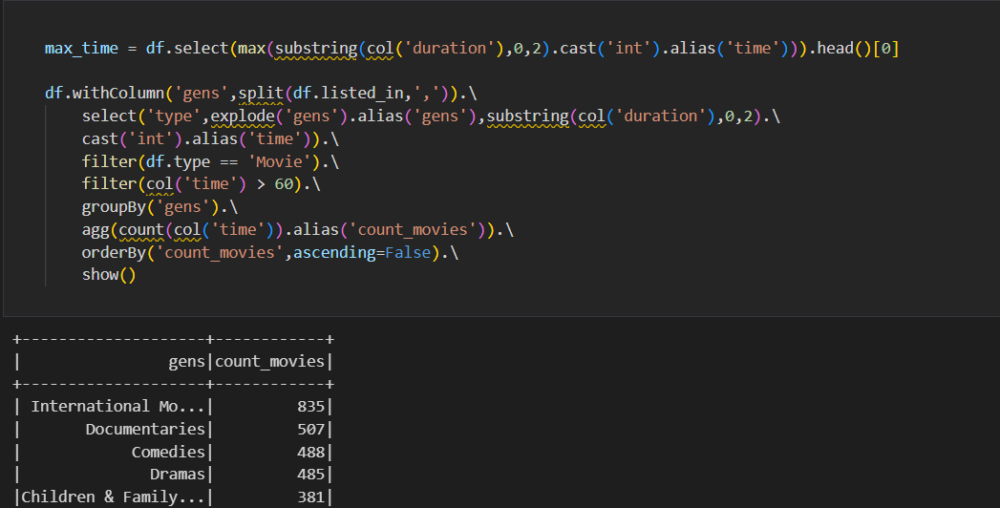 max_time = df.select(max(substring(col('duration'),0,2).cast('int').alias('time'))).head()[0]
df.withColumn('gens',split(df.listed_in,',')).\
select('type',explode('gens').alias('gens'),substring(col('duration'),0,2).\
cast('int').alias('time')).\
filter(df.type == 'Movie').\
filter(col('time') > 60).\
groupBy('gens').\
agg(count(col('time')).alias('count_movies')).\
orderBy('count_movies',ascending=False).\
show()
+--------------------+------------+
|                gens|count_movies|
+--------------------+------------+
| International Mo...|         835|
|       Documentaries|         507|
|            Comedies|         488|
|              Dramas|         485|
|Children & Family...|         381|